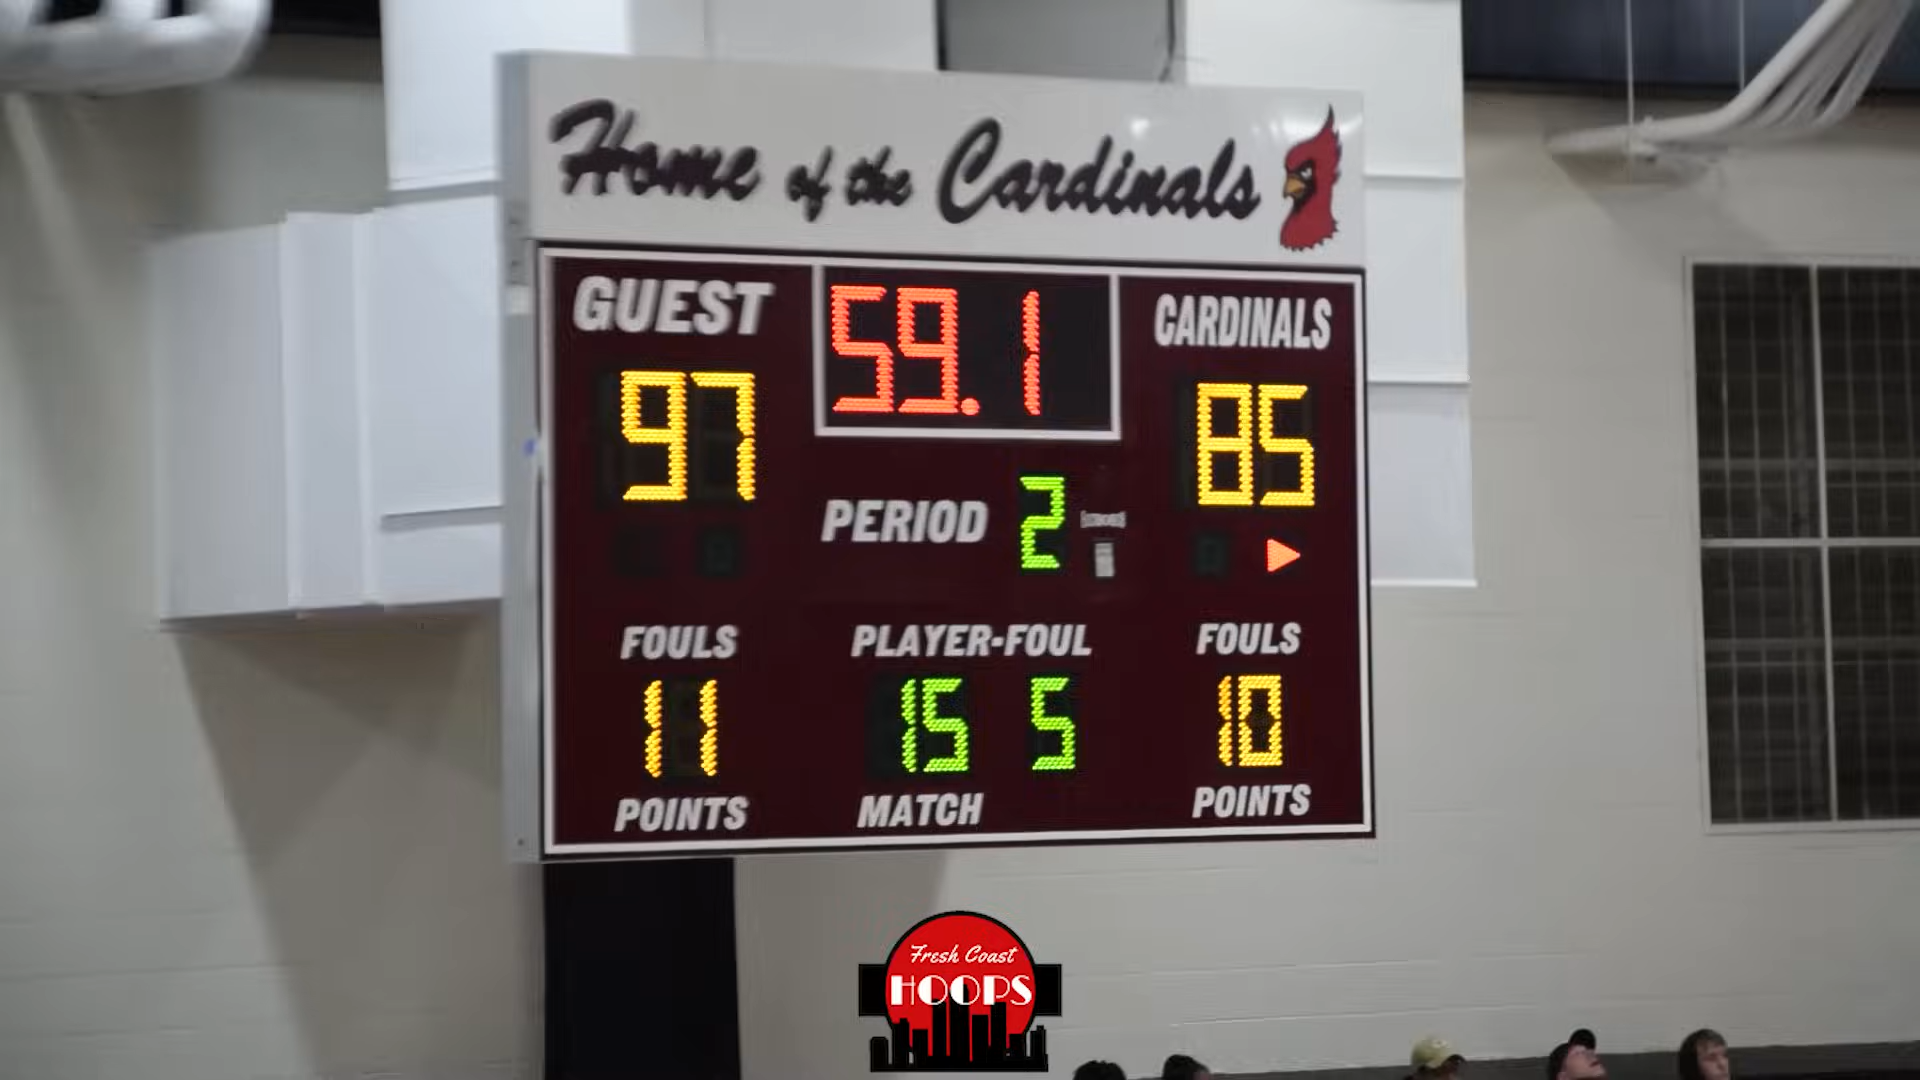 Home of the Cardinals
GUEST 59.1 CARDINALS
97 85
PERIOD 2
FOULS PLAYER-FOUL FOULS
11 15 5 10
POINTS MATCH POINTS
Fresh Coast
HOOPS